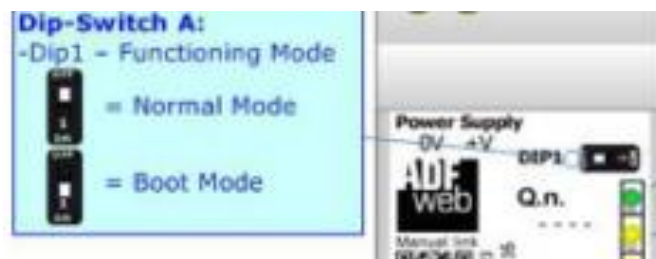 Dip-Switch A:
-Dip1 – Functioning Mode
= Normal Mode
= Boot Mode
Power Supply
0V +V
DIP1
ADF
web
Q.n.
- - - -
Manual link